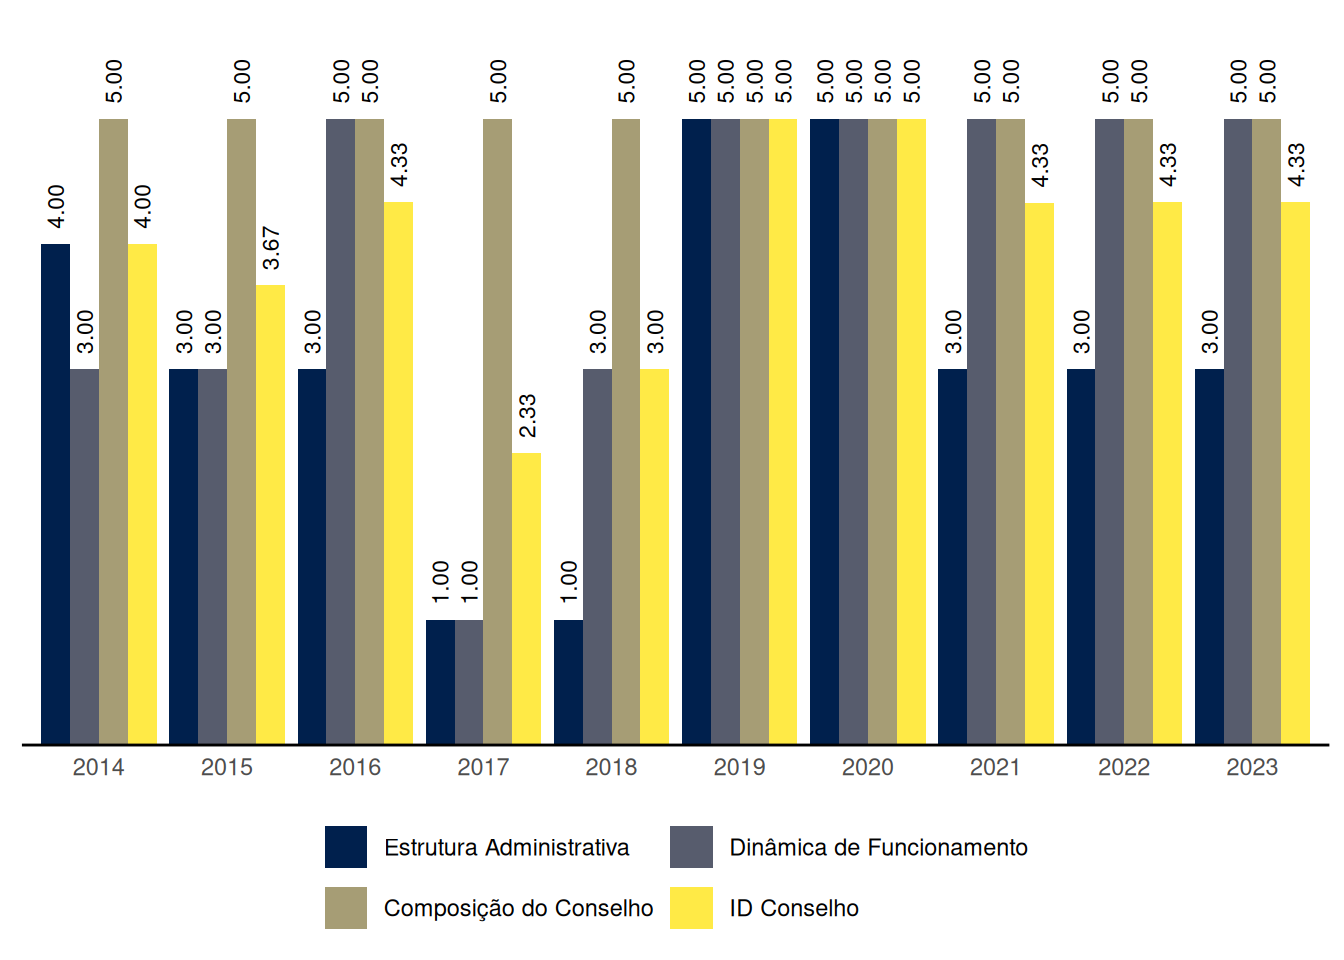 4.00 3.00 5.00 4.00 3.00 3.00 5.00 3.67 3.00 5.00 5.00 4.33 1.00 1.00 5.00 2.33 1.00 3.00 5.00 3.00 5.00 5.00 5.00 5.00 5.00 5.00 5.00 5.00 3.00 5.00 5.00 4.33 3.00 5.00 5.00 4.33 3.00 5.00 5.00 4.33
2014 2015 2016 2017 2018 2019 2020 2021 2022 2023
Estrutura Administrativa Dinâmica de Funcionamento
Composição do Conselho ID Conselho